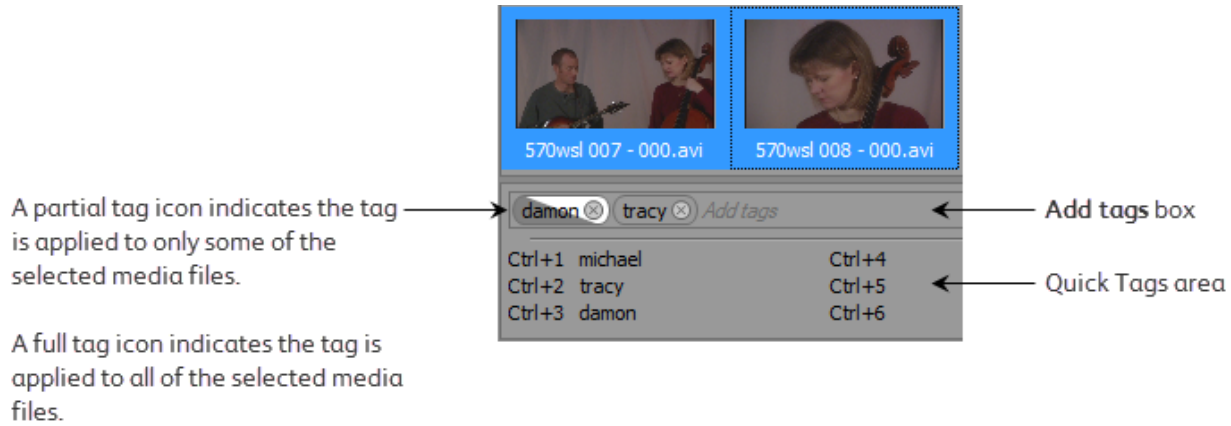 570wsl 007 - 000.avi
570wsl 008 - 000.avi
A partial tag icon indicates the tag
is applied to only some of the
selected media files.
A full tag icon indicates the tag is
applied to all of the selected media
files.
damon tracy Add tags
Ctrl+1 michael Ctrl+4
Ctrl+2 tracy Ctrl+5
Ctrl+3 damon Ctrl+6
Add tags box
Quick Tags area